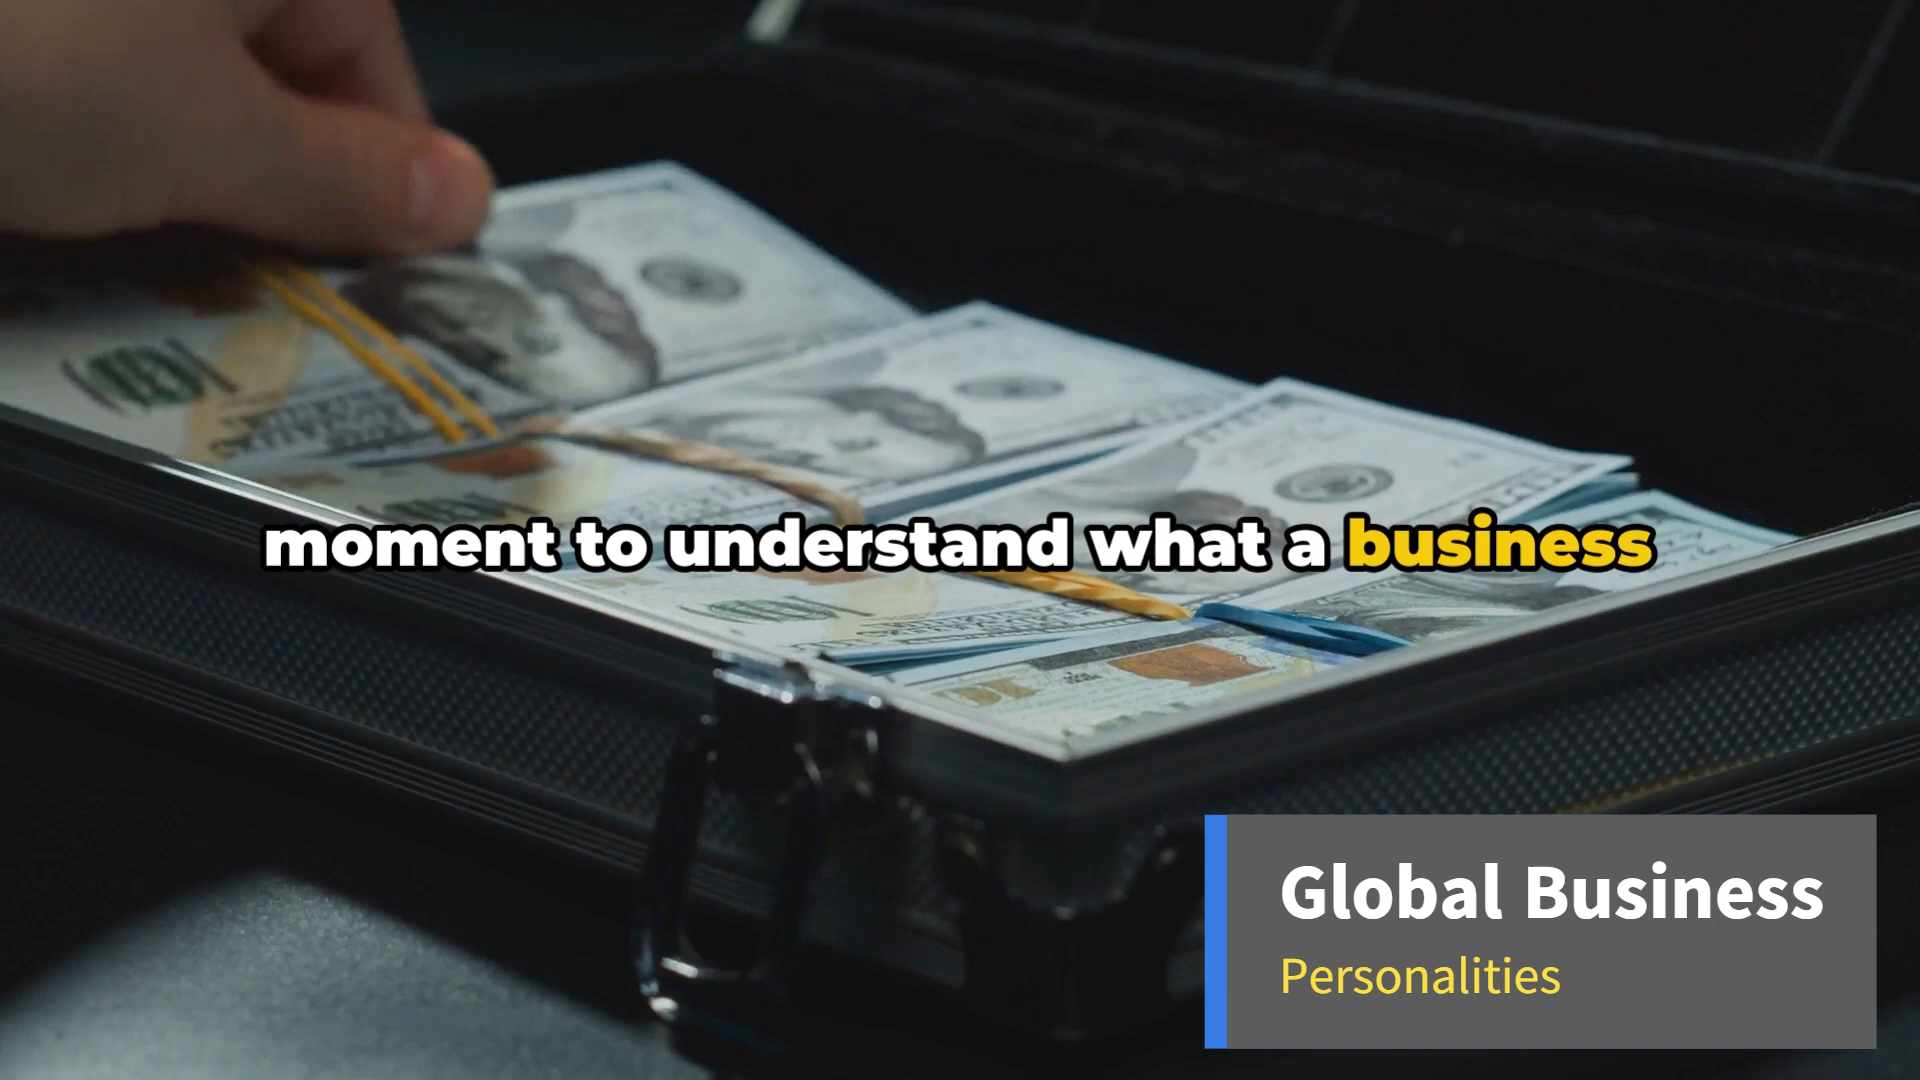 moment to understand what a business
Global Business
Personalities